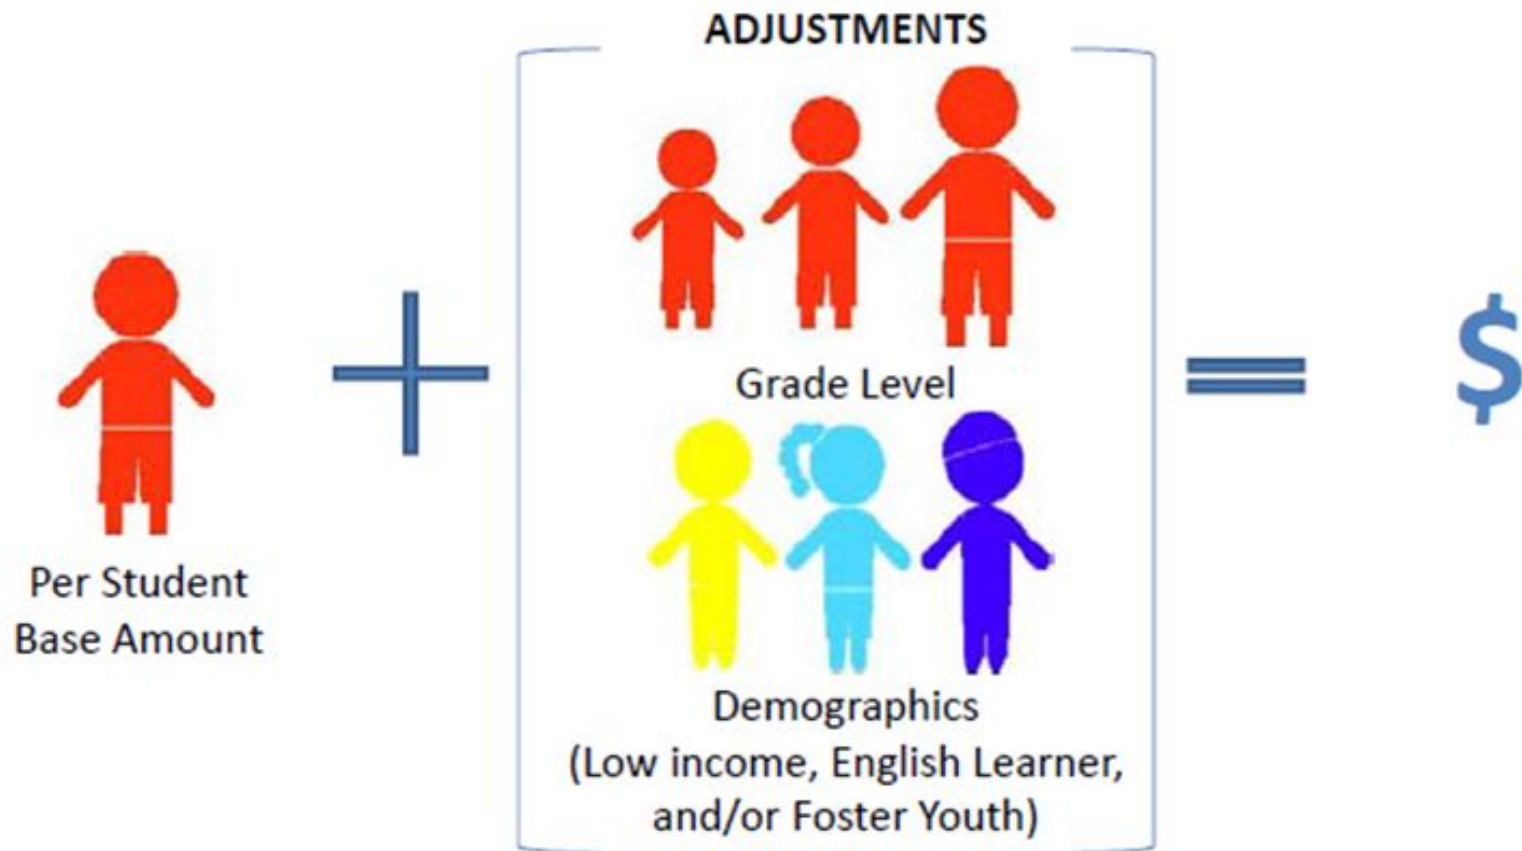 ADJUSTMENTS
Per Student
Base Amount
+
Grade Level
Demographics
(Low income, English Learner,
and/or Foster Youth)
=
$